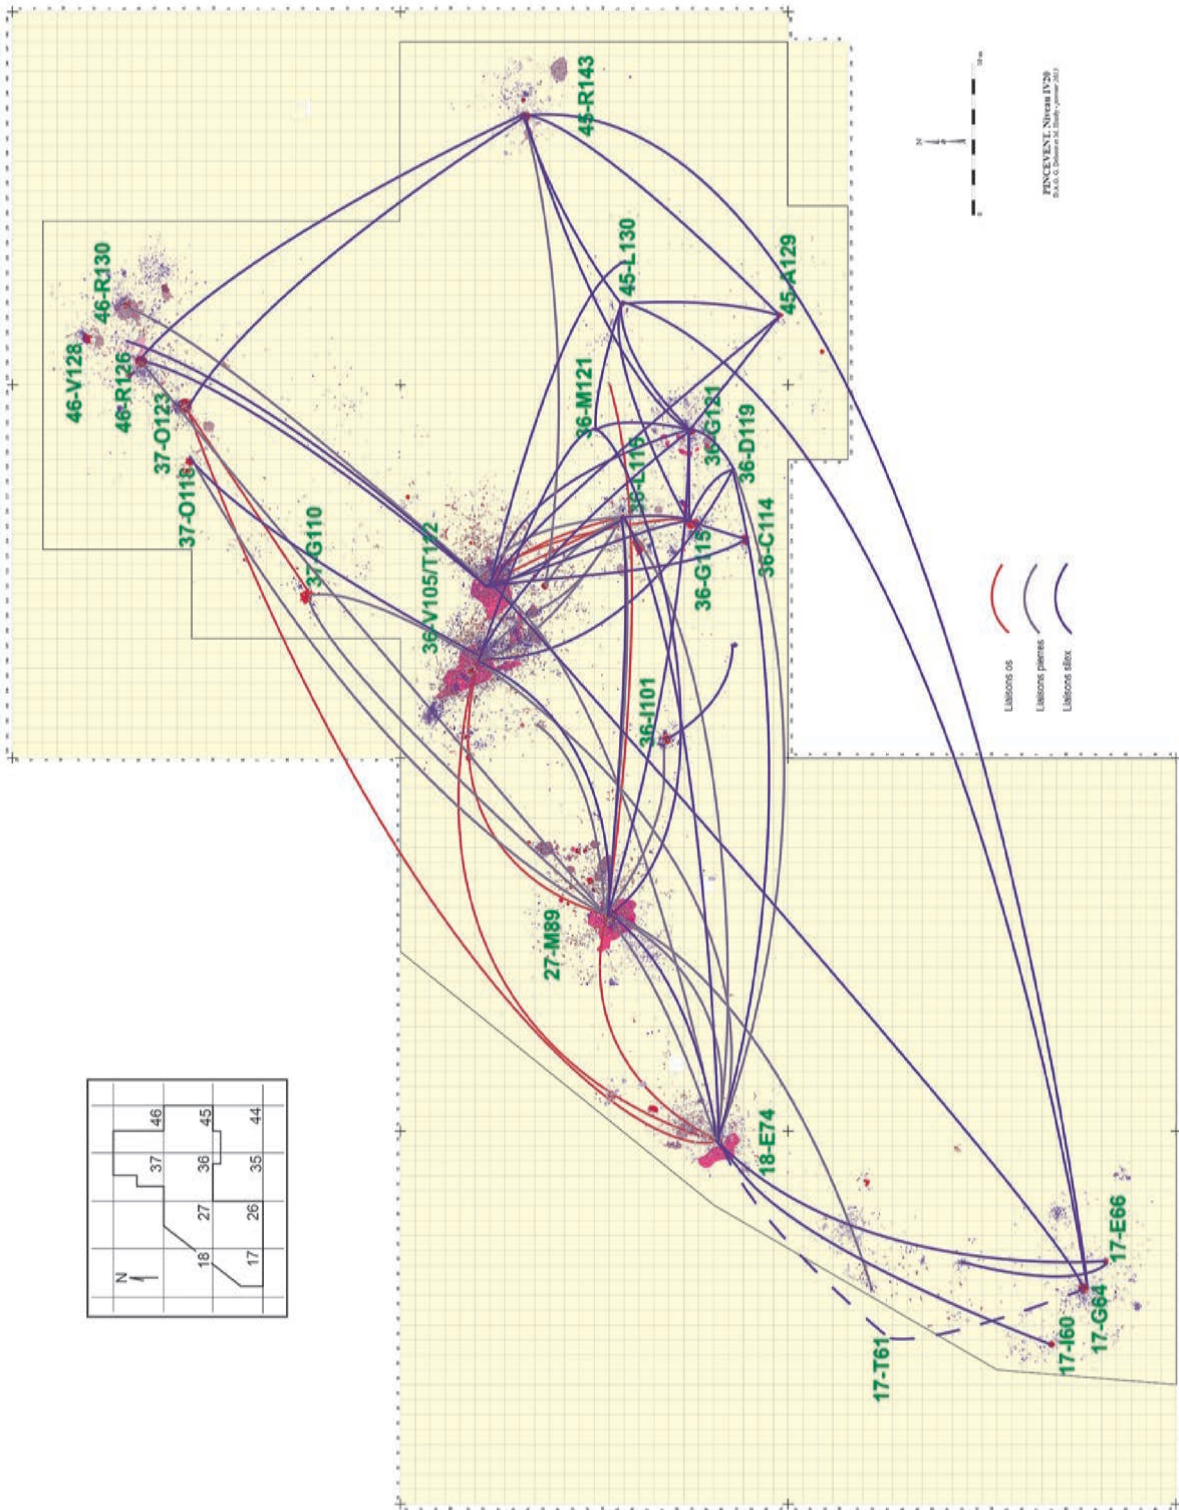 46-V128
46-R130
46-R126
37-O123
37-O118
37-G110
36-V105/T112
45-R143
45-L130
45-A129
36-M121
36-L116
36-G121
36-D119
36-G115
36-C114
36-I101
27-M89
18-E74
17-T61
17-I60
17-G64
17-E66
N
46
37
45
36
27
18
44
35
26
17
N
0
PINCEVENT. Niveau IV20
Liaisons os
Liaisons pierres
Liaisons silex